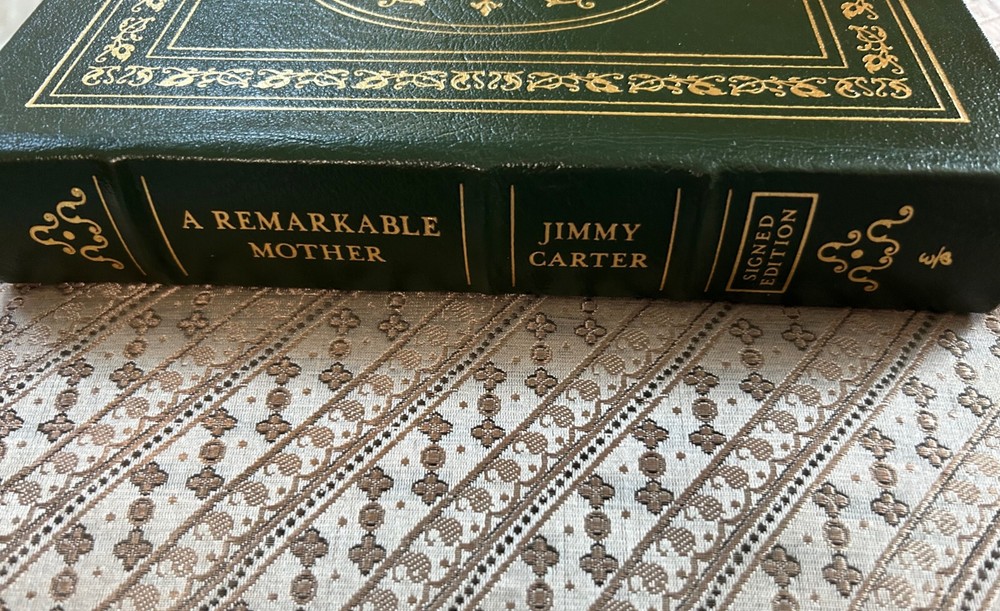 A REMARKABLE
MOTHER
JIMMY
CARTER
SIGNED
EDITION